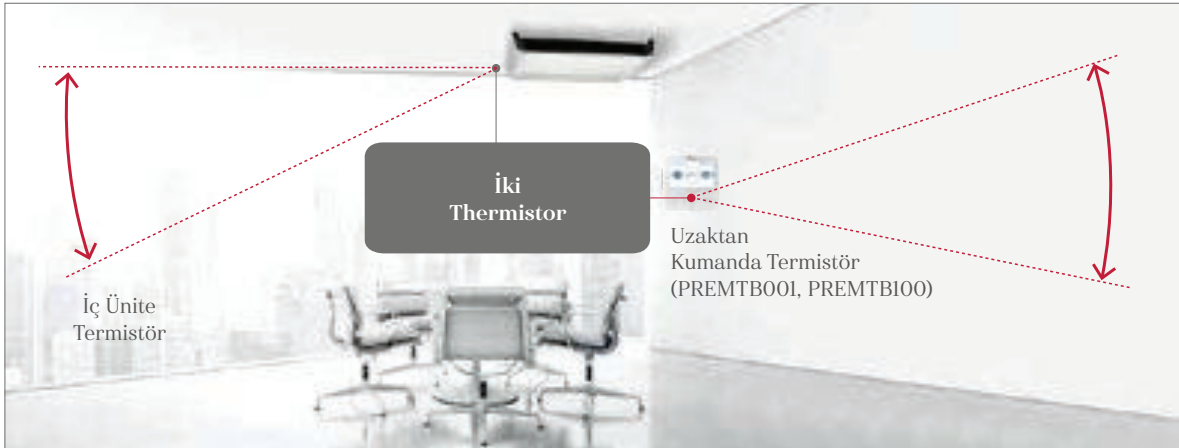 İki
Thermistor
Uzaktan
Kumanda Termistör
(PREMTB001, PREMTB100)
İç Ünite
Termistör